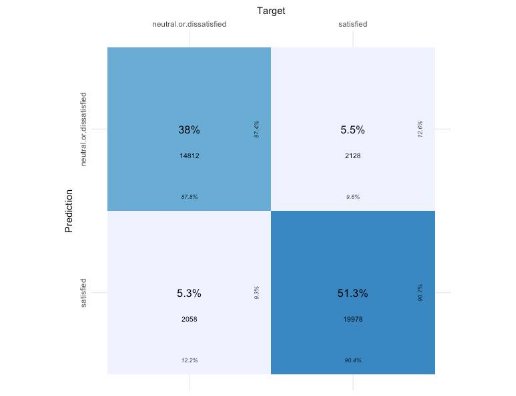 Target
neutral.or.dissatisfied
satisfied
Prediction
neutral.or.dissatisfied
38%
14812
87.4%
87.8%
5.5%
2128
12.6%
9.6%
satisfied
5.3%
2058
9.3%
12.2%
51.3%
19978
90.7%
90.4%